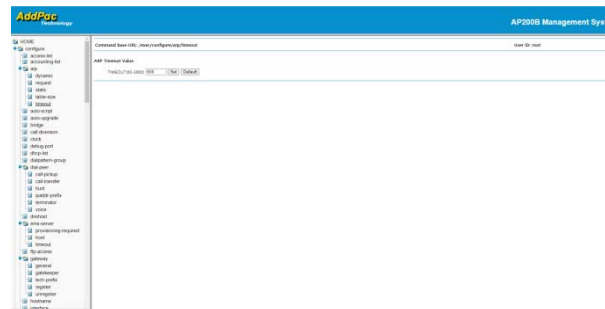 AddPac
Technology
AP200B Management Sys
HOME
configure
access-list
accounting-list
arp
dynamic
request
static
table-size
timeout
auto-script
auto-upgrade
bridge
call-diversion
clock
debug-port
dhcp-list
dialpattern-group
dial-peer
call-pickup
call-transfer
hunt
ipaddr-prefix
terminator
voice
dnshost
ems-server
provisioning-required
host
timeout
ftp-access
gateway
general
gatekeeper
tech-prefix
register
unregister
hostname
interface
Command Base-URL: /exec/configure/arp/timeout
User ID: root
ARP Timeout Value
Set Default